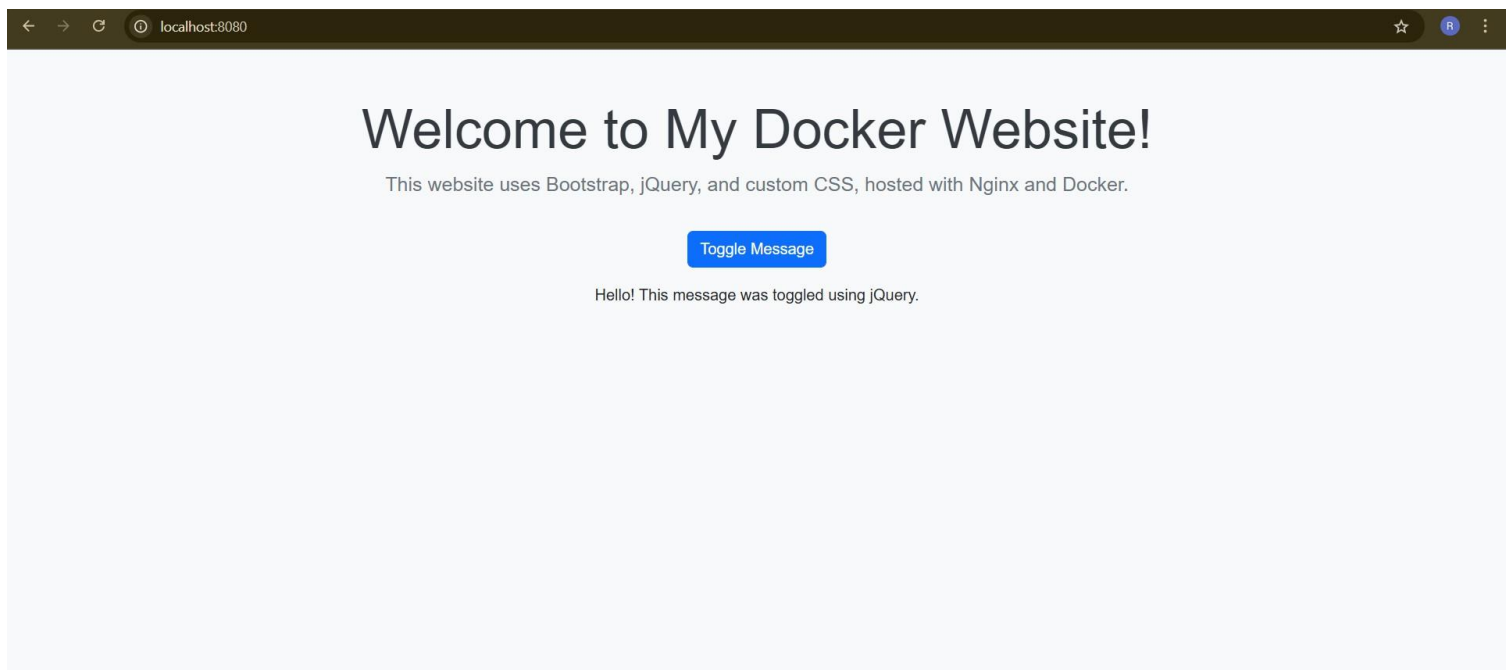 localhost:8080
R
Welcome to My Docker Website!
This website uses Bootstrap, jQuery, and custom CSS, hosted with Nginx and Docker.
Toggle Message
Hello! This message was toggled using jQuery.